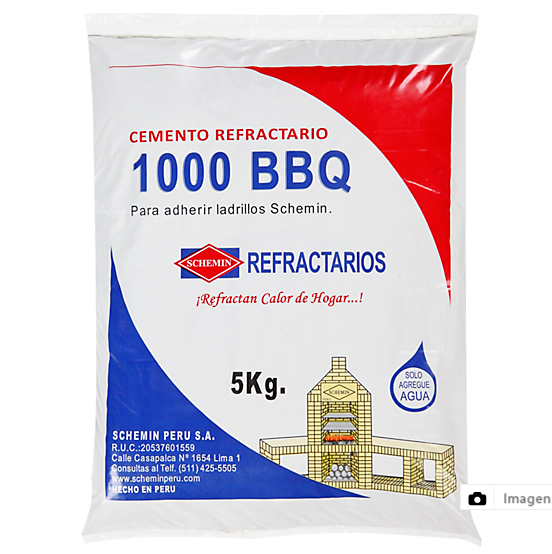 CEMENTO REFRACTARIO
1000 BBQ
Para adherir ladrillos Schemin.
SCHEMIN REFRACTARIOS
¡Refractan Calor de Hogar...!
5Kg.
SCHEMIN
SOLO
AGREGUE
AGUA
SCHEMIN PERU S.A.
R.U.C.:20537601559
Calle Casapalca Nº 1654 Lima 1
Consultas al Telf. (511) 425-5505
www.scheminperu.com
HECHO EN PERU
Imagen